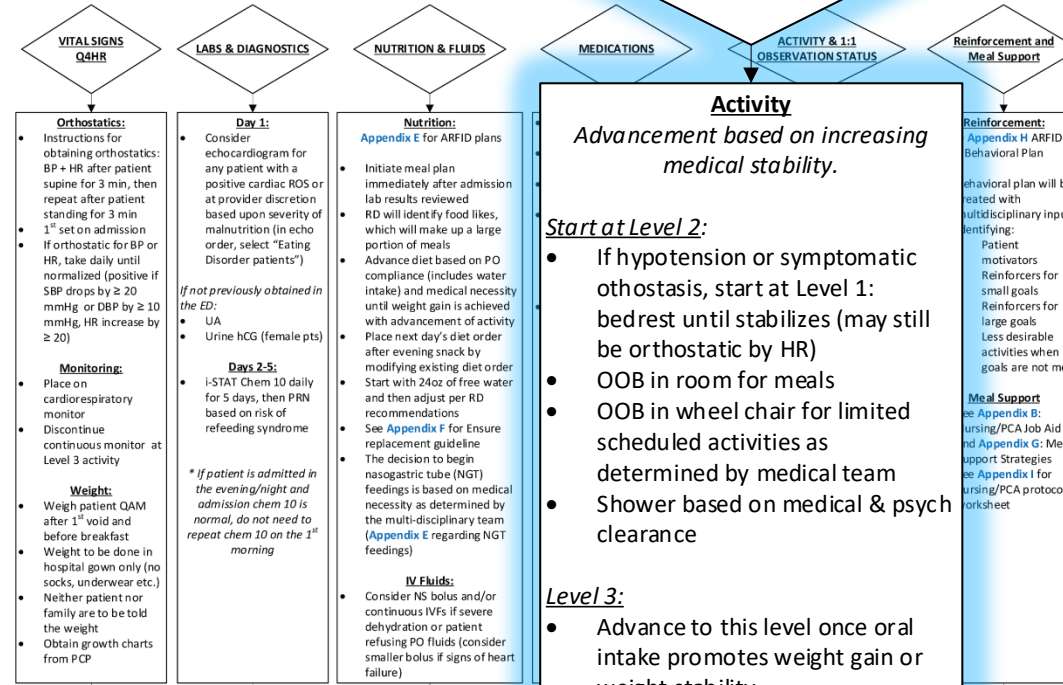 VITAL SIGNS
Q4HR
LABS & DIAGNOSTICS
NUTRITION & FLUIDS
MEDICATIONS
ACTIVITY & 1:1
OBSERVATION STATUS
Reinforcement and
Meal Support
Orthostatics:
• Instructions for
obtaining orthostatics:
BP + HR after patient
supine for 3 min, then
repeat after patient
standing for 3 min
• 1st set on admission
• If orthostatic for BP or
HR, take daily until
normalized (positive if
SBP drops by ≥ 20
mmHg or DBP by ≥ 10
mmHg, HR increase by
≥ 20)
Monitoring:
• Place on
cardiorespiratory
monitor
• Discontinue
continuous monitor at
Level 3 activity
Weight:
• Weigh patient QAM
after 1st void and
before breakfast
• Weight to be done in
hospital gown only (no
socks, underwear etc.)
• Neither patient nor
family are to be told
the weight
• Obtain growth charts
from PCP
Day 1:
• Consider
echocardiogram for
any patient with a
positive cardiac ROS or
at provider discretion
based upon severity of
malnutrition (in echo
order, select “Eating
Disorder patients”)
If not previously obtained in
the ED:
• UA
• Urine hCG (female pts)
Days 2-5:
• i-STAT Chem 10 daily
for 5 days, then PRN
based on risk of
refeeding syndrome
* If patient is admitted in
the evening/night and
admission chem 10 is
normal, do not need to
repeat chem 10 on the 1st
morning
Nutrition:
Appendix E for ARFID plans
• Initiate meal plan
immediately after admission
lab results reviewed
• RD will identify food likes,
which will make up a large
portion of meals
• Advance diet based on PO
compliance (includes water
intake) and medical necessity
until weight gain is achieved
with advancement of activity
• Place next day’s diet order
after evening snack by
modifying existing diet order
• Start with 24oz of free water
and then adjust per RD
recommendations
• See Appendix F for Ensure
replacement guideline
• The decision to begin
nasogastric tube (NGT)
feedings is based on medical
necessity as determined by
the multi-disciplinary team
(Appendix E regarding NGT
feedings)
IV Fluids:
• Consider NS bolus and/or
continuous IVFs if severe
dehydration or patient
refusing PO fluids (consider
smaller bolus if signs of heart
failure)
Activity
Advancement based on increasing
medical stability.
Start at Level 2:
• If hypotension or symptomatic
othostasis, start at Level 1:
bedrest until stabilizes (may still
be orthostatic by HR)
• OOB in room for meals
• OOB in wheel chair for limited
scheduled activities as
determined by medical team
• Shower based on medical & psych
clearance
Level 3:
• Advance to this level once oral
intake promotes weight gain or
weight stability
Reinforcement:
Appendix H ARFID
Behavioral Plan
plan will
with
Patient
motivators
Reinforcers for
small goals
Reinforcers for
large goals
Less desirable
activities when
goals are not
Meal Support
Appendix B:
Job Aid
Appendix G:
Strategies
Appendix I for